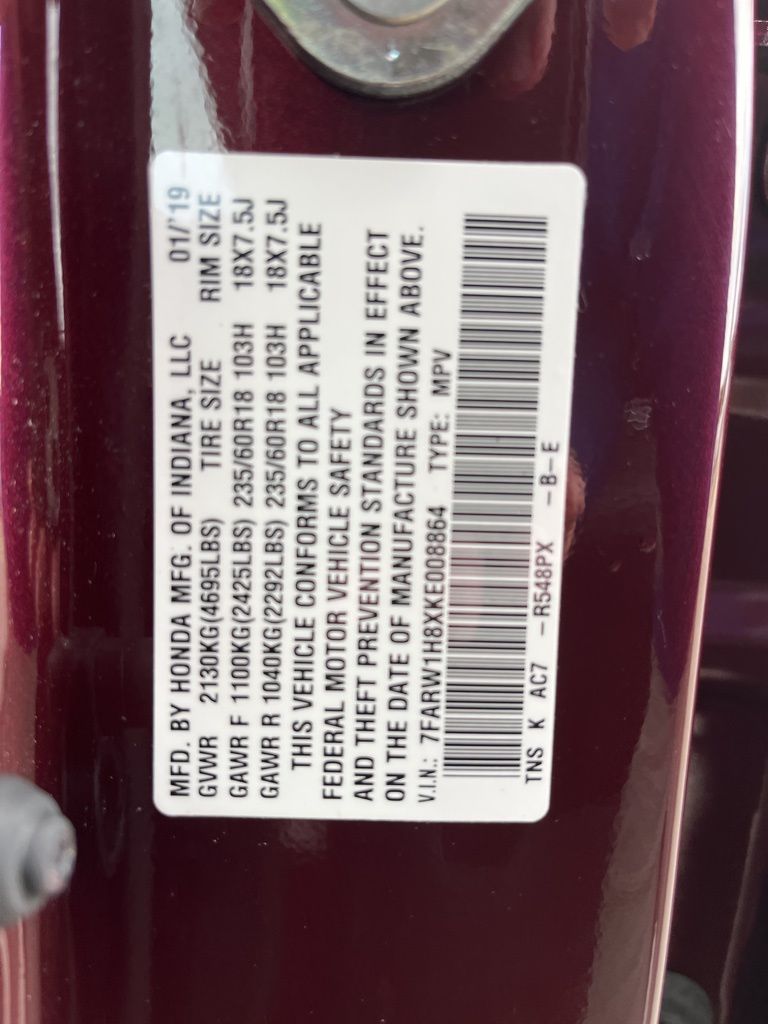 MFD. BY HONDA MFG. OF INDIANA, LLC 01/'19
GVWR 2130KG(4695LBS) TIRE SIZE RIM SIZE
GAWR F 1100KG(2425LBS) 235/60R18 103H 18X7.5J
GAWR R 1040KG(2292LBS) 235/60R18 103H 18X7.5J
THIS VEHICLE CONFORMS TO ALL APPLICABLE
FEDERAL MOTOR VEHICLE SAFETY
AND THEFT PREVENTION STANDARDS IN EFFECT
ON THE DATE OF MANUFACTURE SHOWN ABOVE.
V.I.N.: 7FARW1H8XKE008864 TYPE: MPV
TNS K AC7 -R548PX -B-E